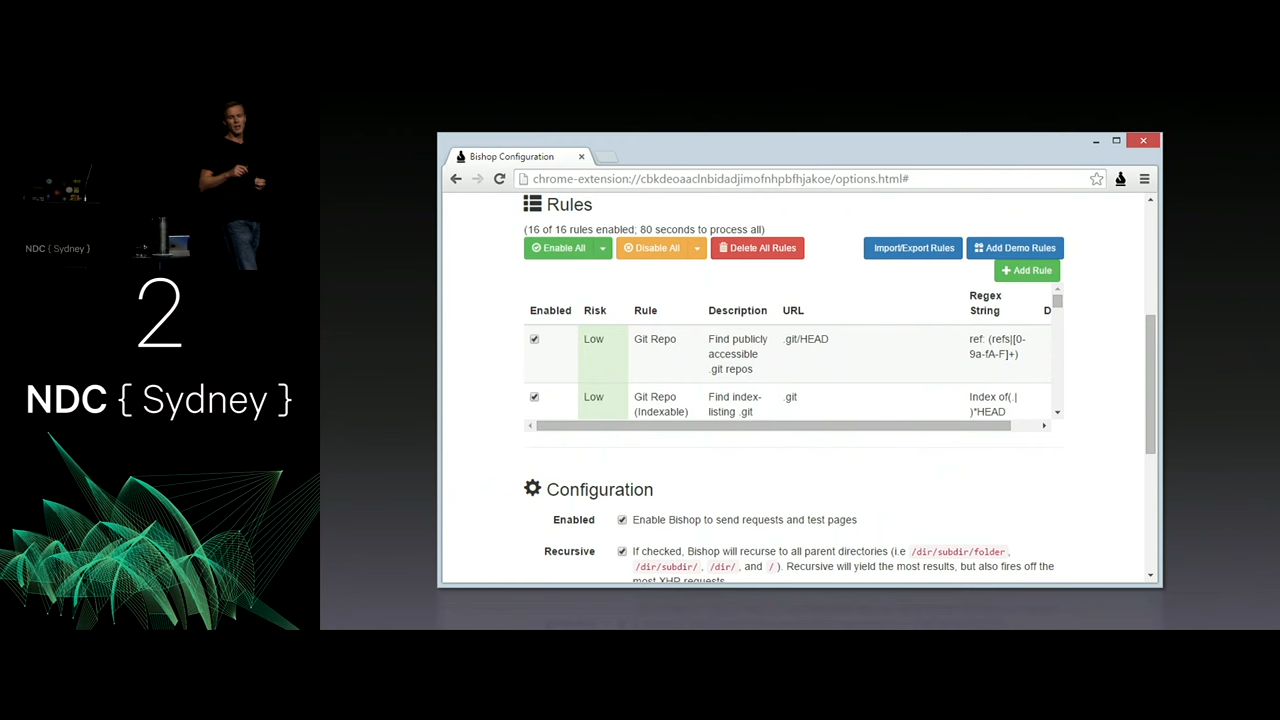 NDC { Sydney }
2
NDC { Sydney }
Bishop Configuration
chrome-extension://cbkdeoaaclnbidadjimofnhpbfhjakoe/options.html#
Rules
(16 of 16 rules enabled; 80 seconds to process all)
Enable All
Disable All
Delete All Rules
Import/Export Rules
Add Demo Rules
Add Rule
Enabled Risk Rule Description URL Regex String D
Low Git Repo Find publicly .git/HEAD ref: (refs|[0-
accessible 9a-fA-F]+)
.git repos
Low Git Repo Find index- .git Index of(.|
(Indexable) listing .git )*HEAD
Configuration
Enabled Enable Bishop to send requests and test pages
Recursive If checked, Bishop will recurse to all parent directories (i.e /dir/subdir/folder,
/dir/subdir/, /dir/, and /). Recursive will yield the most results, but also fires off the
most XHR requests